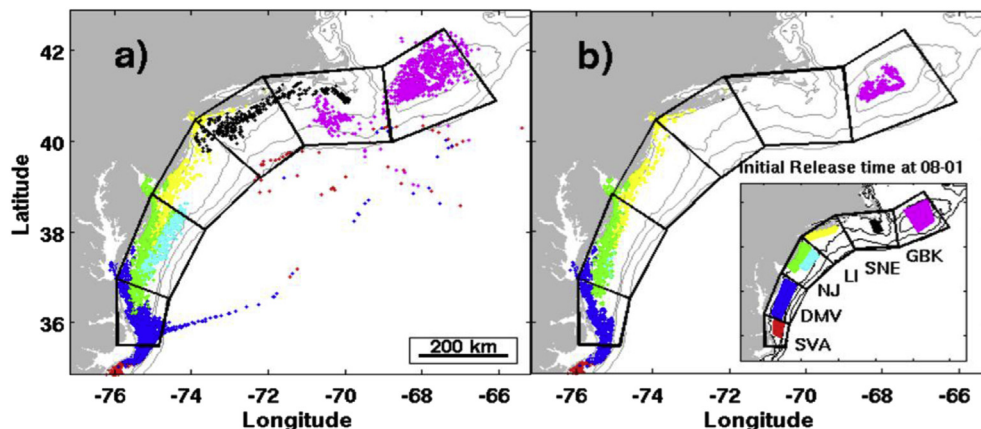 a)
b)
42
40
38
36
Latitude
200 km
-76 -74 -72 -70 -68 -66
Longitude
Initial Release time at 08-01
GBK
SNE
LI
NJ
DMV
SVA
-76 -74 -72 -70 -68 -66
Longitude